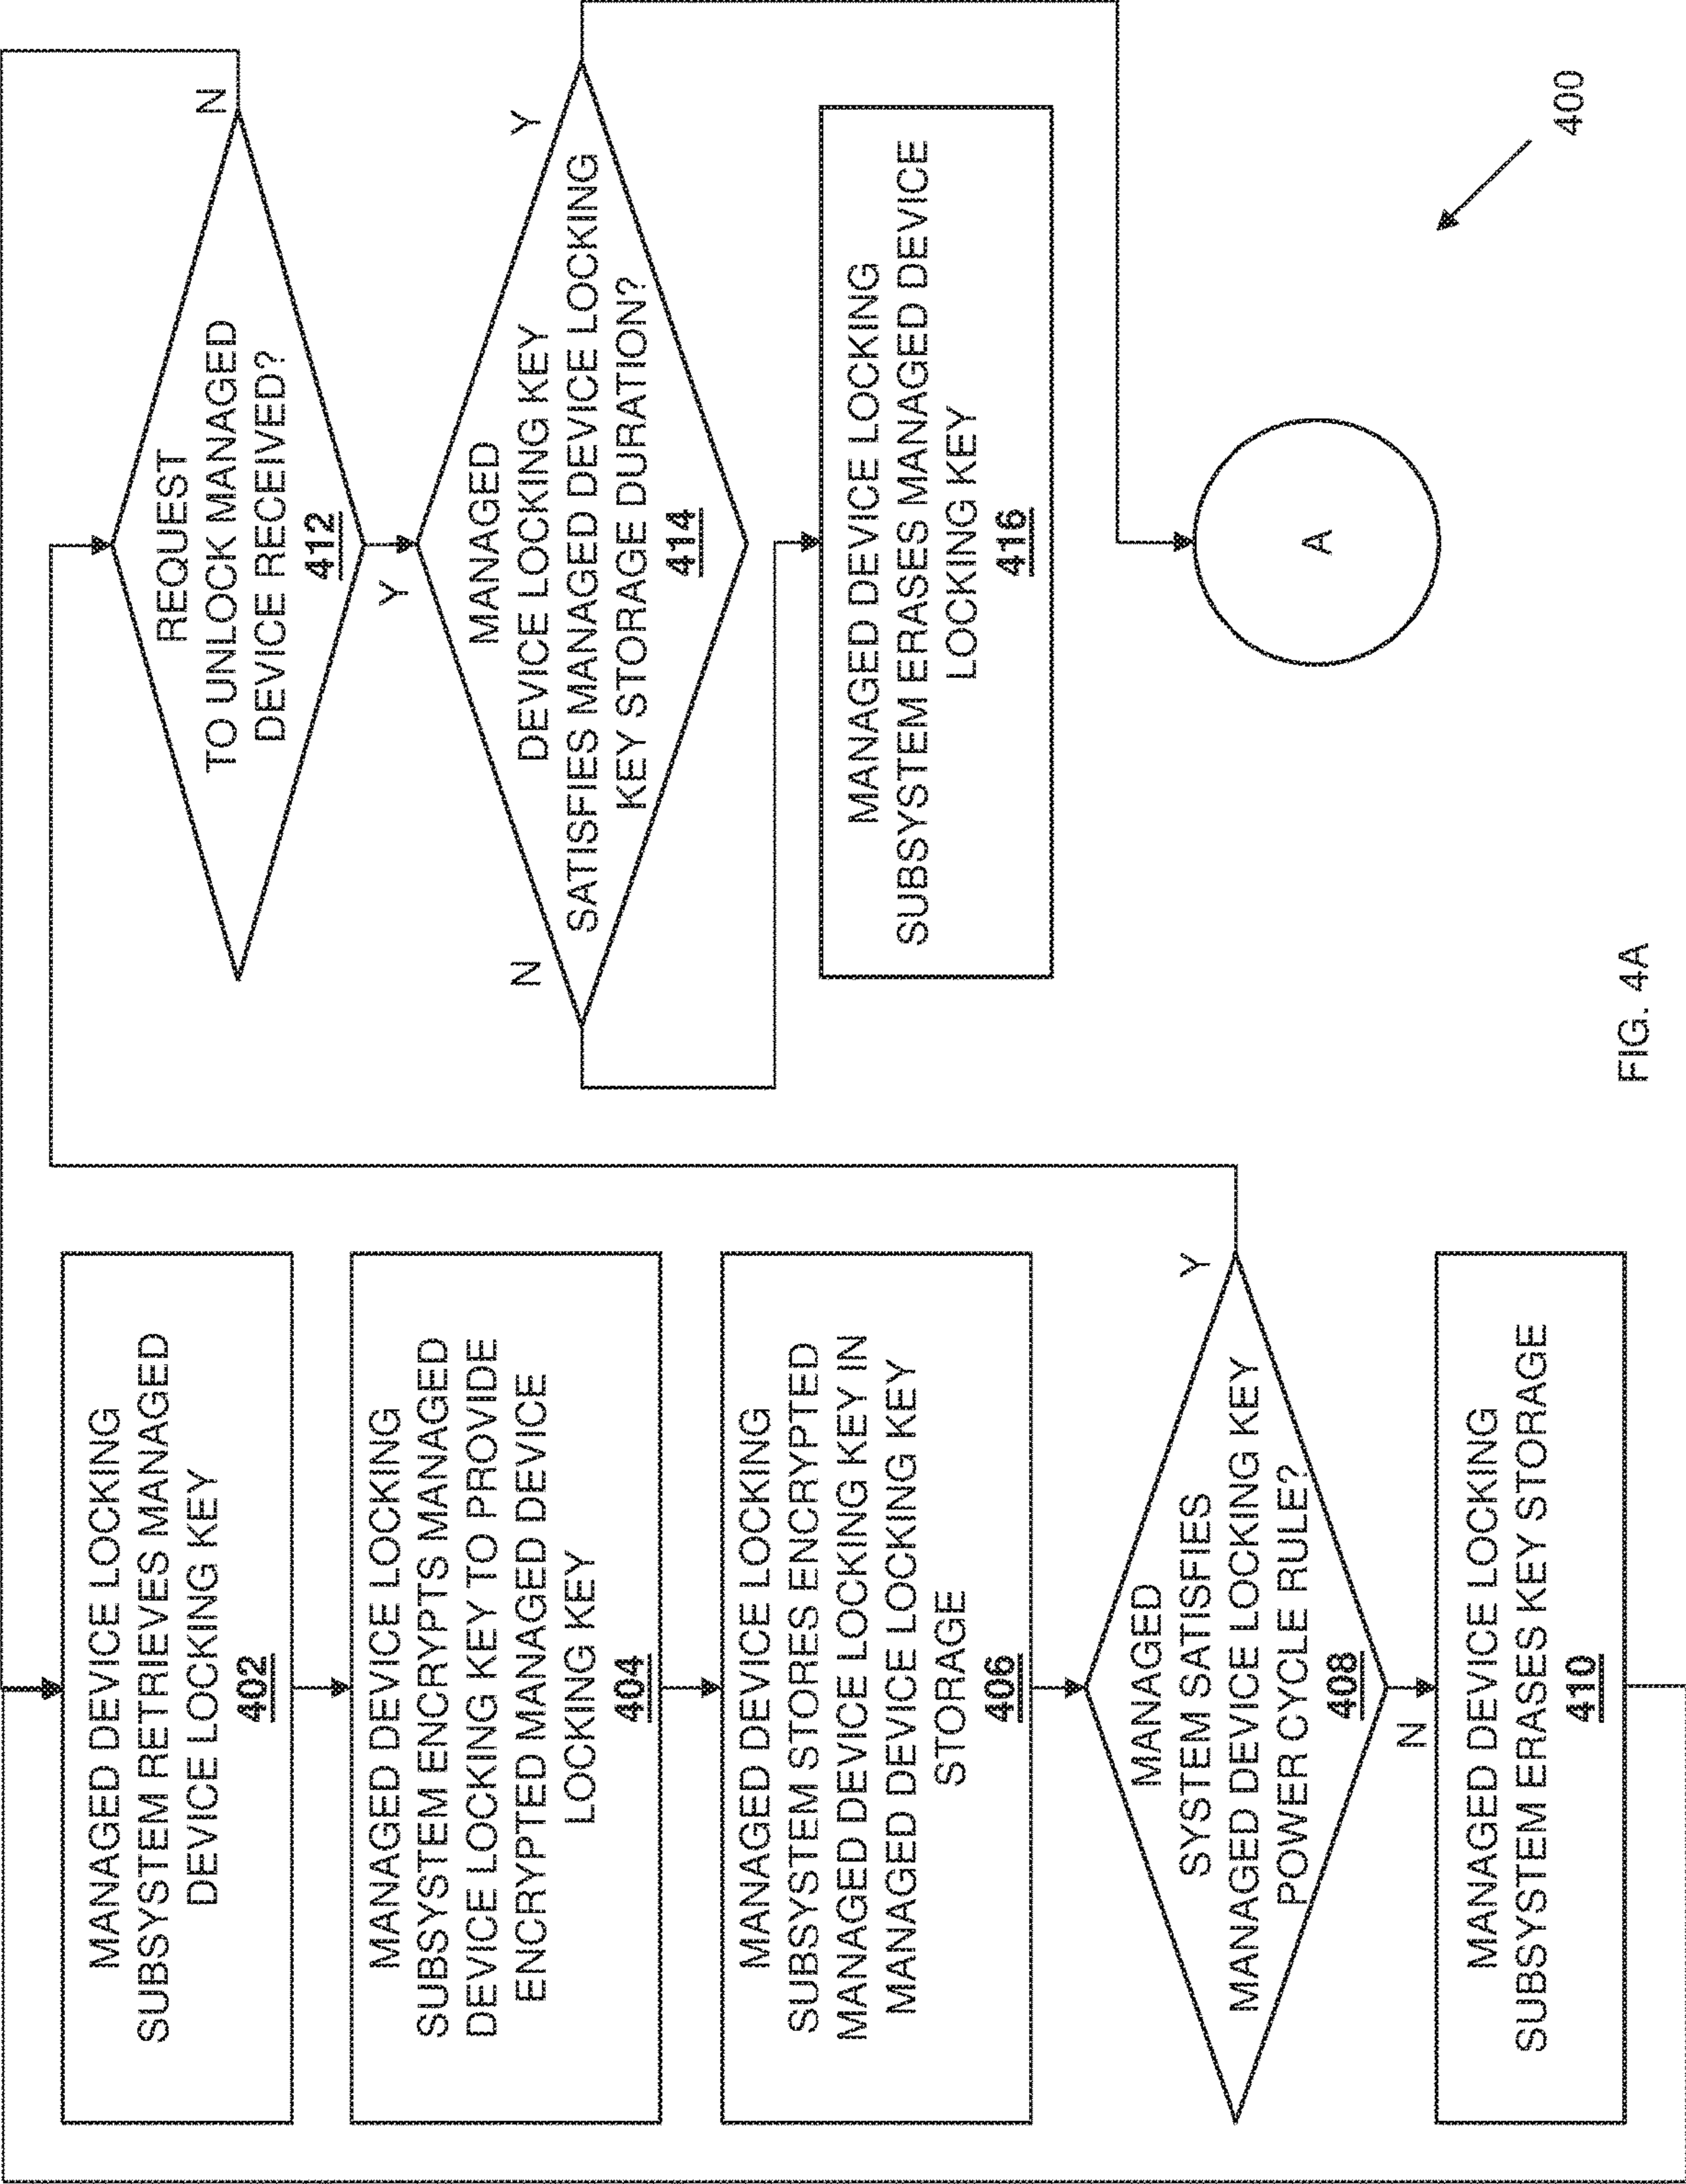 MANAGED DEVICE LOCKING
SUBSYSTEM RETRIEVES MANAGED
DEVICE LOCKING KEY
402
MANAGED DEVICE LOCKING
SUBSYSTEM ENCRYPTS MANAGED
DEVICE LOCKING KEY TO PROVIDE
ENCRYPTED MANAGED DEVICE
LOCKING KEY
404
MANAGED DEVICE LOCKING
SUBSYSTEM STORES ENCRYPTED
MANAGED DEVICE LOCKING KEY IN
MANAGED DEVICE LOCKING KEY
STORAGE
406
MANAGED
SYSTEM SATISFIES
MANAGED DEVICE LOCKING KEY
POWER CYCLE RULE?
408
Y
N
MANAGED DEVICE LOCKING
SUBSYSTEM ERASES KEY STORAGE
410
REQUEST
TO UNLOCK MANAGED
DEVICE RECEIVED?
412
N
Y
MANAGED
DEVICE LOCKING KEY
SATISFIES MANAGED DEVICE LOCKING
KEY STORAGE DURATION?
414
N
Y
MANAGED DEVICE LOCKING
SUBSYSTEM ERASES MANAGED DEVICE
LOCKING KEY
416
A
400
FIG. 4A